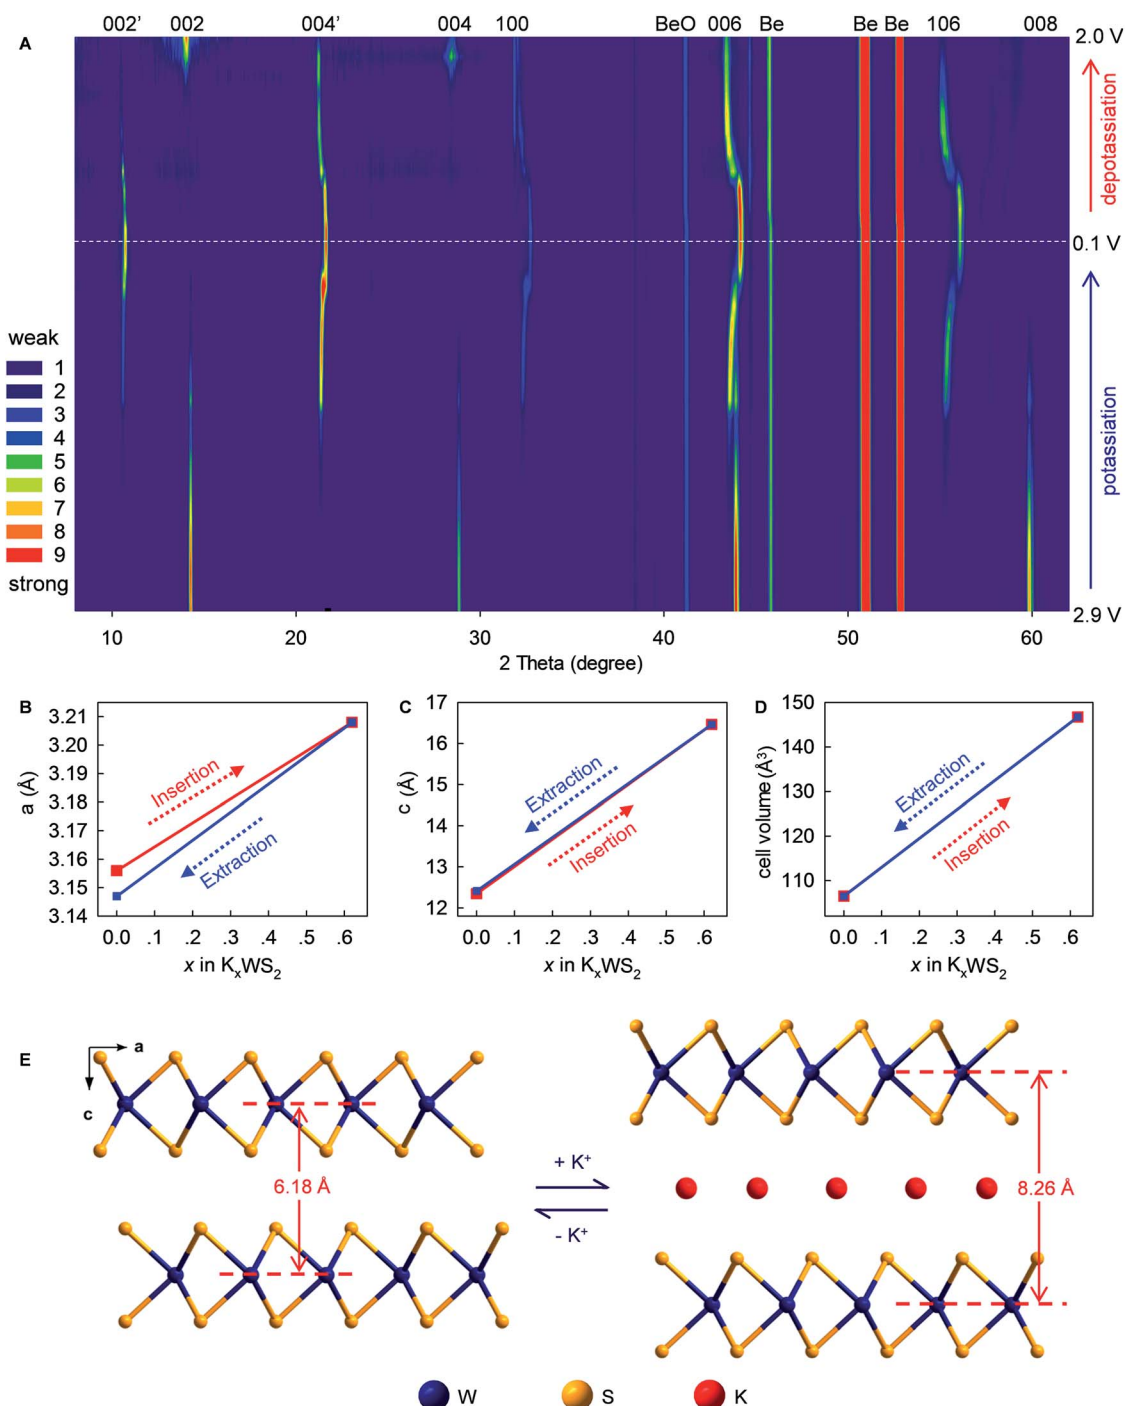 A
002' 002 004' 004 100 BeO 006 Be Be Be 106 008
2.0 V
depotassiation
0.1 V
potassiation
2.9 V
weak
1
2
3
4
5
6
7
8
9
strong
10 20 30 40 50 60
2 Theta (degree)
B
a (Å)
3.21
3.20
3.19
3.18
3.17
3.16
3.15
3.14
Insertion
Extraction
0.0 .1 .2 .3 .4 .5 .6
x in KₓWS₂
C
c (Å)
17
16
15
14
13
12
Extraction
Insertion
0.0 .1 .2 .3 .4 .5 .6
x in KₓWS₂
D
cell volume (Å³)
150
140
130
120
110
Extraction
Insertion
0.0 .1 .2 .3 .4 .5 .6
x in KₓWS₂
E
a
c
6.18 Å
+ K⁺
- K⁺
8.26 Å
W S K